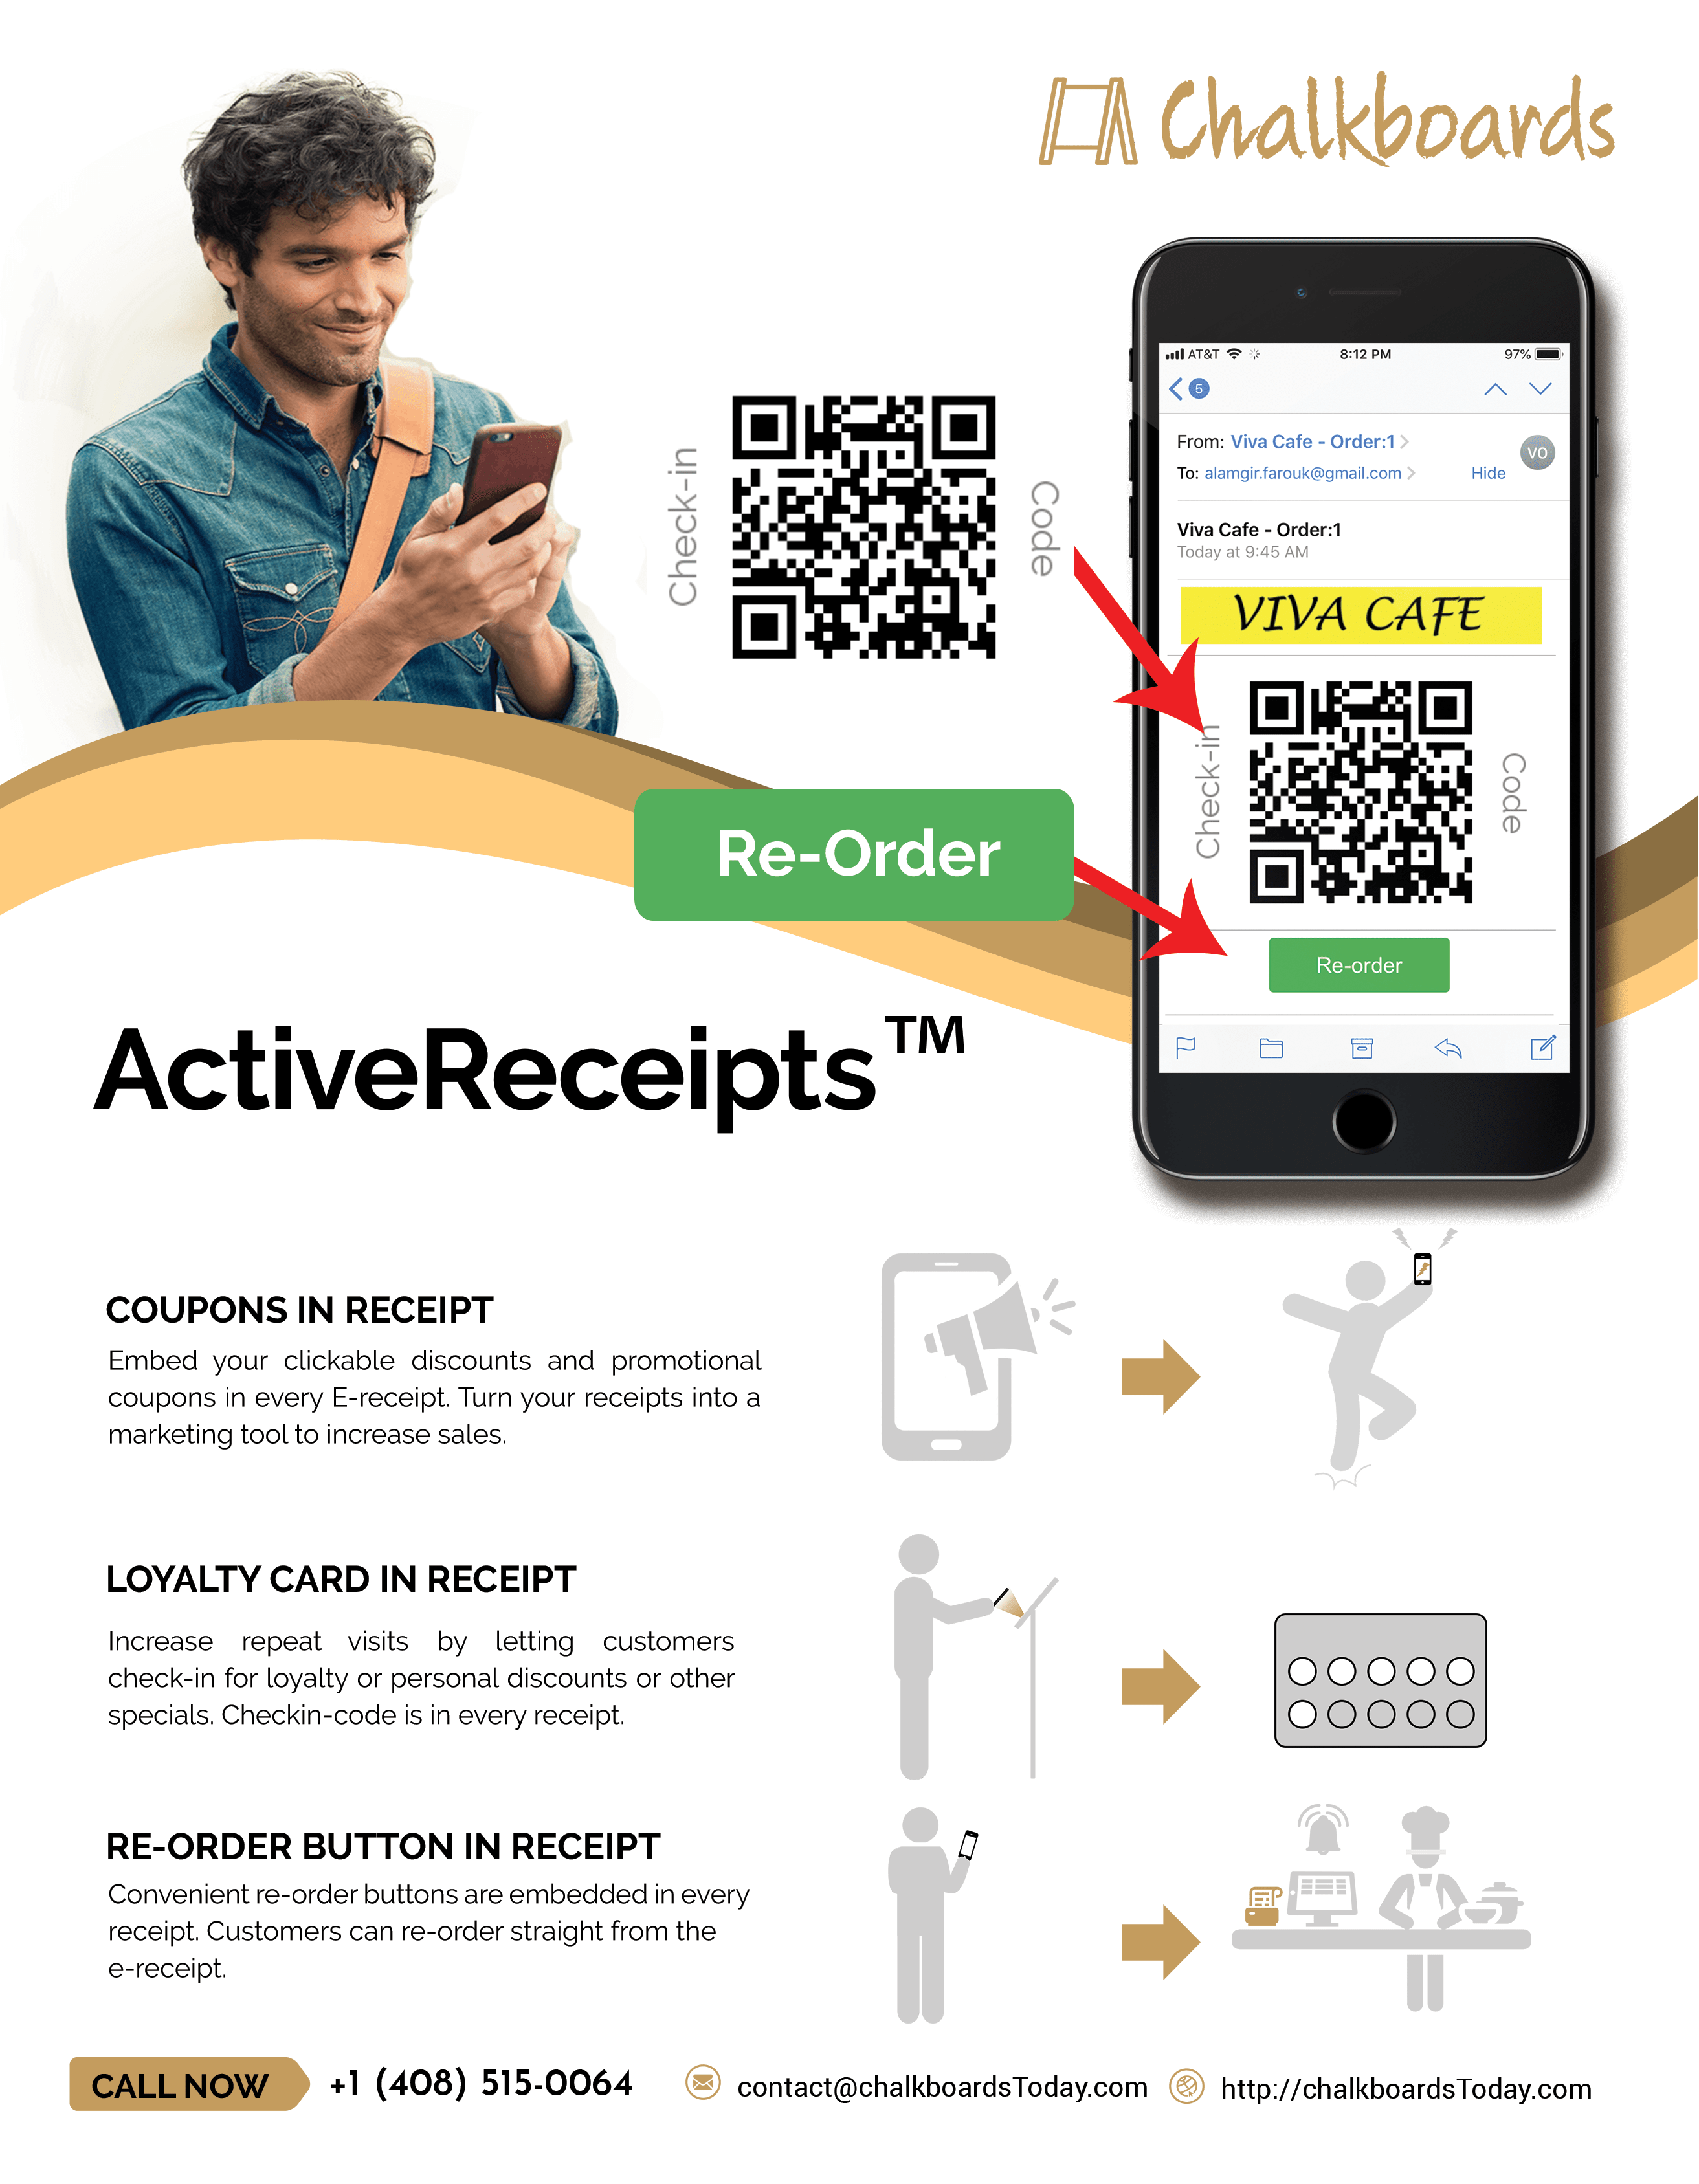 Chalkboards
AT&T 8:12 PM 97%
5
From: Viva Cafe - Order:1
To: alamgir.farouk@gmail.com Hide
VO
Viva Cafe - Order:1
Today at 9:45 AM
VIVA CAFE
Check-in
Code
Re-order
Check-in
Code
Re-Order
ActiveReceipts™
COUPONS IN RECEIPT
Embed your clickable discounts and promotional
coupons in every E-receipt. Turn your receipts into a
marketing tool to increase sales.
LOYALTY CARD IN RECEIPT
Increase repeat visits by letting customers
check-in for loyalty or personal discounts or other
specials. Checkin-code is in every receipt.
RE-ORDER BUTTON IN RECEIPT
Convenient re-order buttons are embedded in every
receipt. Customers can re-order straight from the
e-receipt.
CALL NOW +1 (408) 515-0064 contact@chalkboardsToday.com http://chalkboardsToday.com